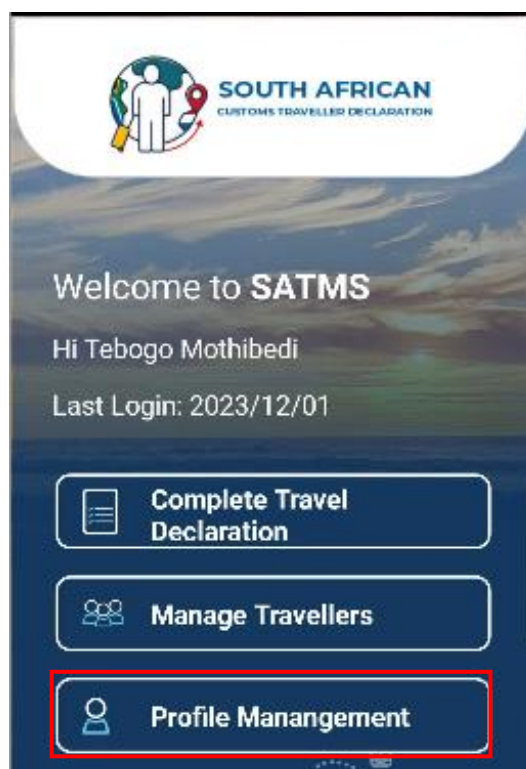 SOUTH AFRICAN
CUSTOMS TRAVELLER DECLARATION
Welcome to SATMS
Hi Tebogo Mothibedi
Last Login: 2023/12/01
Complete Travel
Declaration
Manage Travellers
Profile Manangement